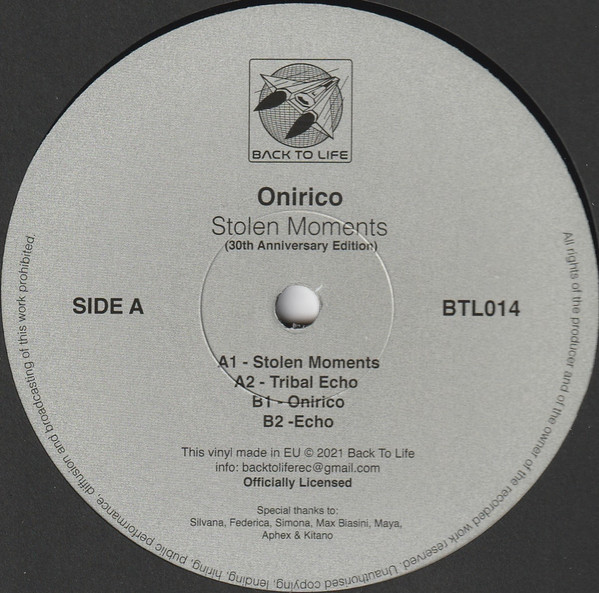 BACK TO LIFE
Onirico
Stolen Moments
(30th Anniversary Edition)
SIDE A
BTL014
A1 - Stolen Moments
A2 - Tribal Echo
B1 - Onirico
B2 -Echo
This vinyl made in EU © 2021 Back To Life
info: backtoliferec@gmail.com
Officially Licensed
Special thanks to:
Silvana, Federica, Simona, Max Biasini, Maya,
Aphex & Kitano
All rights of the producer and of the owner of the recorded work reserved. Unauthorised copying, lending, hiring, public performance, diffusion and broadcasting of this work prohibited.